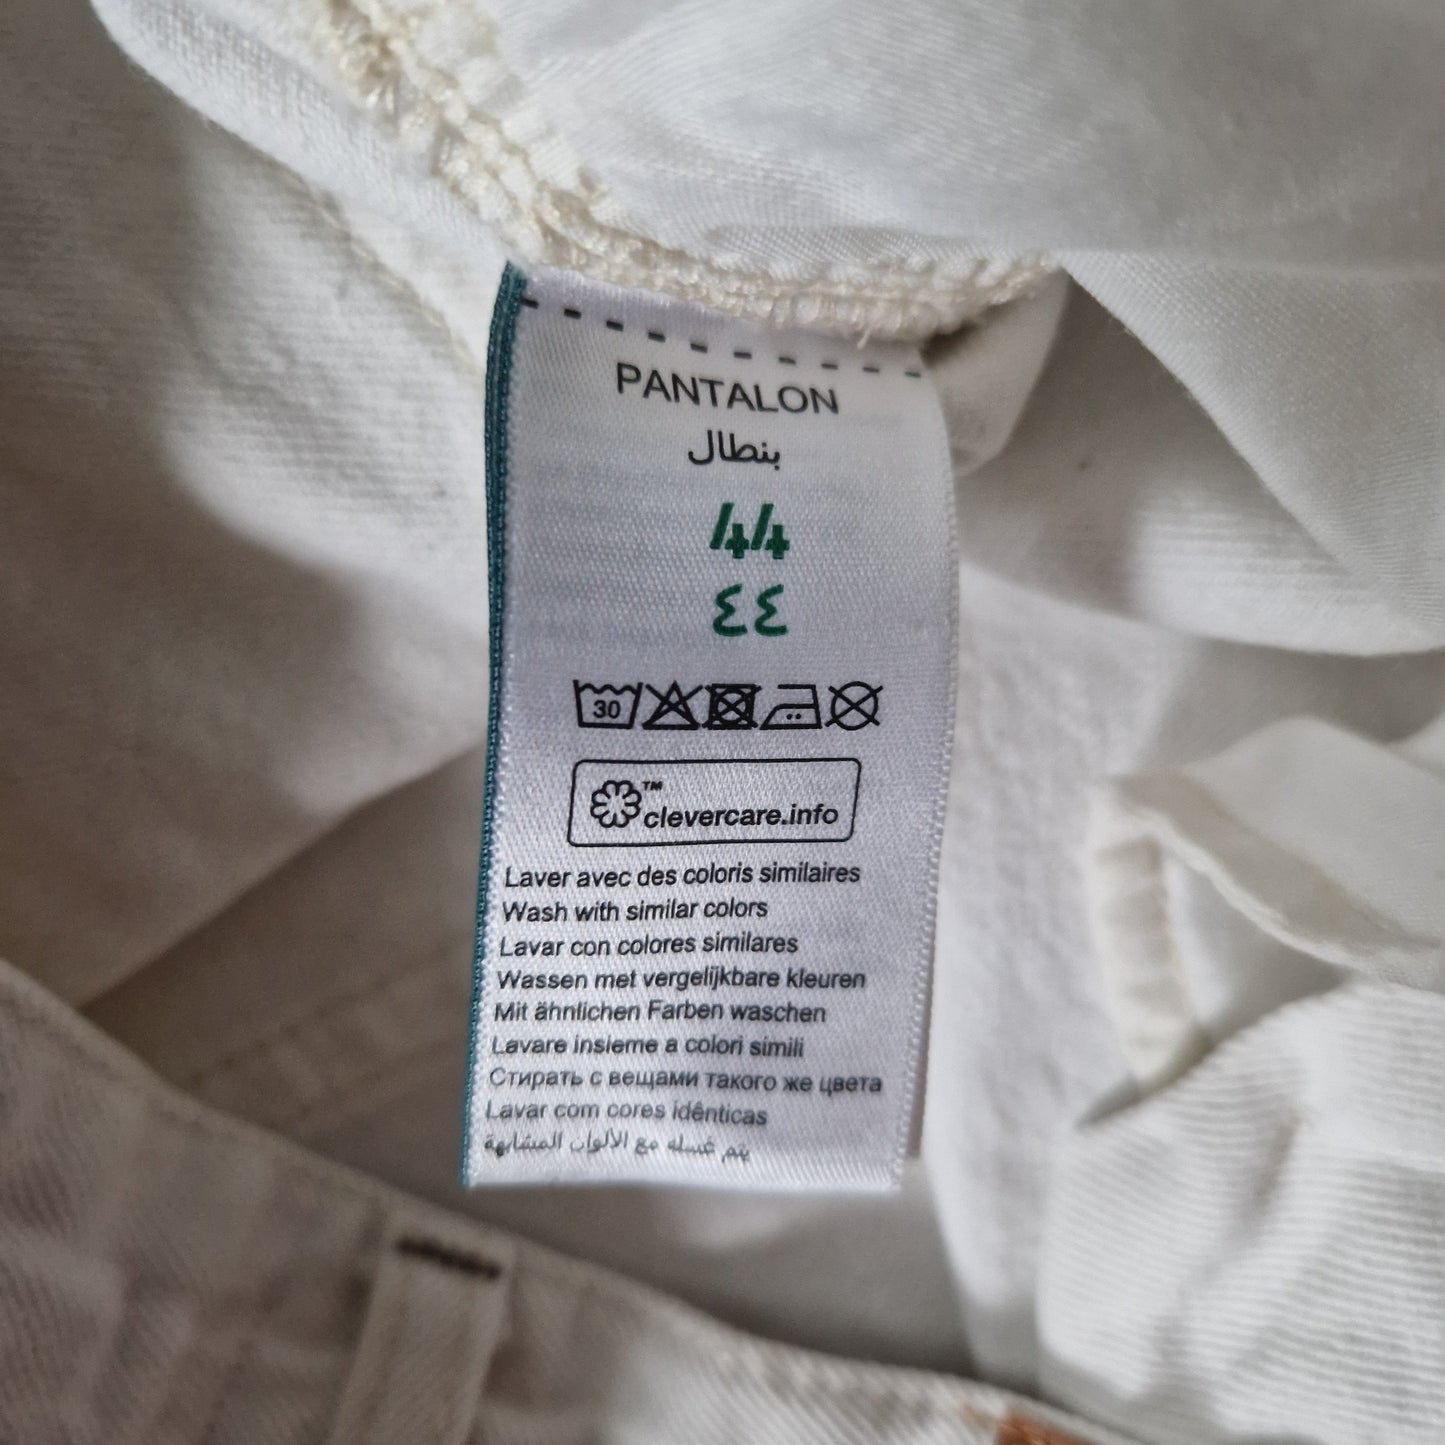 PANTALON
بنطال
44
٤٤
30
™
clevercare.info
Laver avec des coloris similaires
Wash with similar colors
Lavar con colores similares
Wassen met vergelijkbare kleuren
Mit ähnlichen Farben waschen
Lavare insieme a colori simili
Стирать с вещами такого же цвета
Lavar com cores idênticas
يتم غسله مع الألوان المشابهة